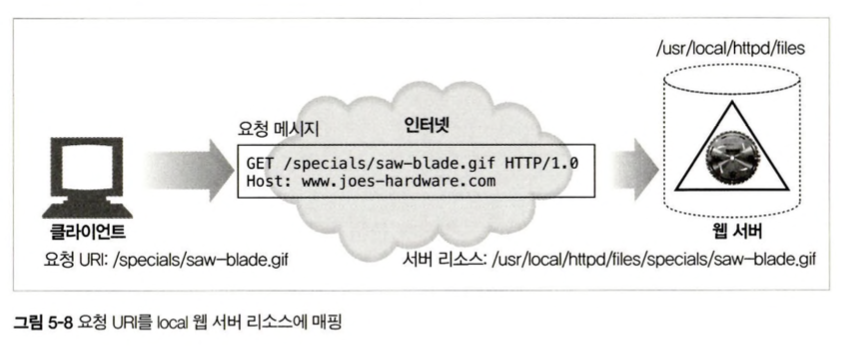 /usr/local/httpd/files
요청 메시지
인터넷
GET /specials/saw-blade.gif HTTP/1.0
Host: www.joes-hardware.com
클라이언트
웹 서버
요청 URI: /specials/saw-blade.gif
서버 리소스: /usr/local/httpd/files/specials/saw-blade.gif
그림 5-8 요청 URI를 local 웹 서버 리소스에 매핑